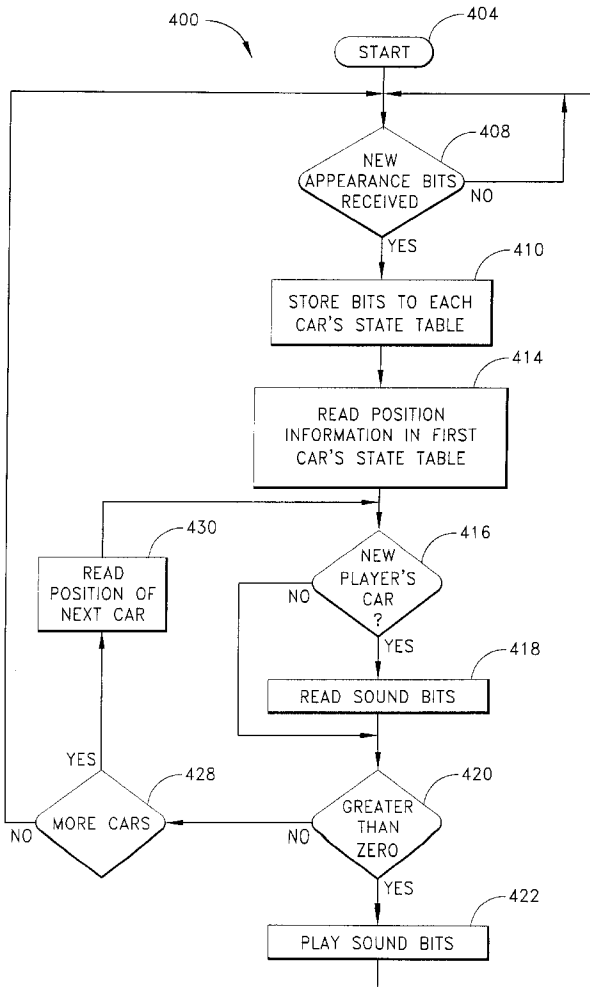 400
404
START
408
NEW
APPEARANCE BITS
RECEIVED
NO
YES
410
STORE BITS TO EACH
CAR'S STATE TABLE
414
READ POSITION
INFORMATION IN FIRST
CAR'S STATE TABLE
430
READ
POSITION OF
NEXT CAR
416
NEW
PLAYER'S
CAR
?
NO
YES
418
READ SOUND BITS
YES
428
MORE CARS
NO
420
GREATER
THAN
ZERO
NO
YES
422
PLAY SOUND BITS